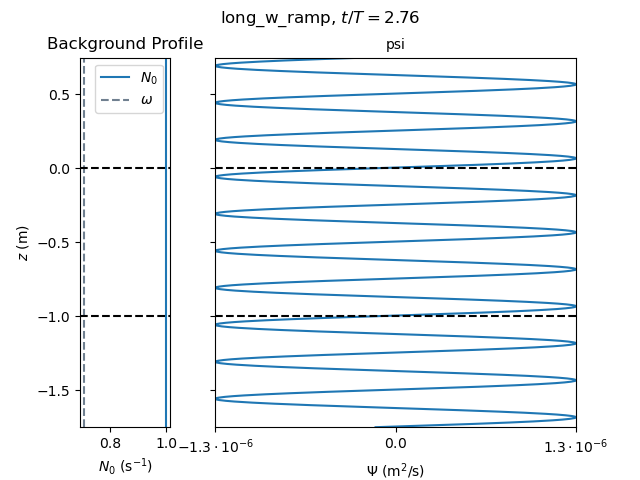 long_w_ramp, t/T = 2.76
Background Profile
psi
N₀
ω
0.5
0.0
−0.5
−1.0
−1.5
z (m)
0.8
1.0
N₀ (s⁻¹)
−1.3 · 10⁻⁶
0.0
1.3 · 10⁻⁶
Ψ (m²/s)